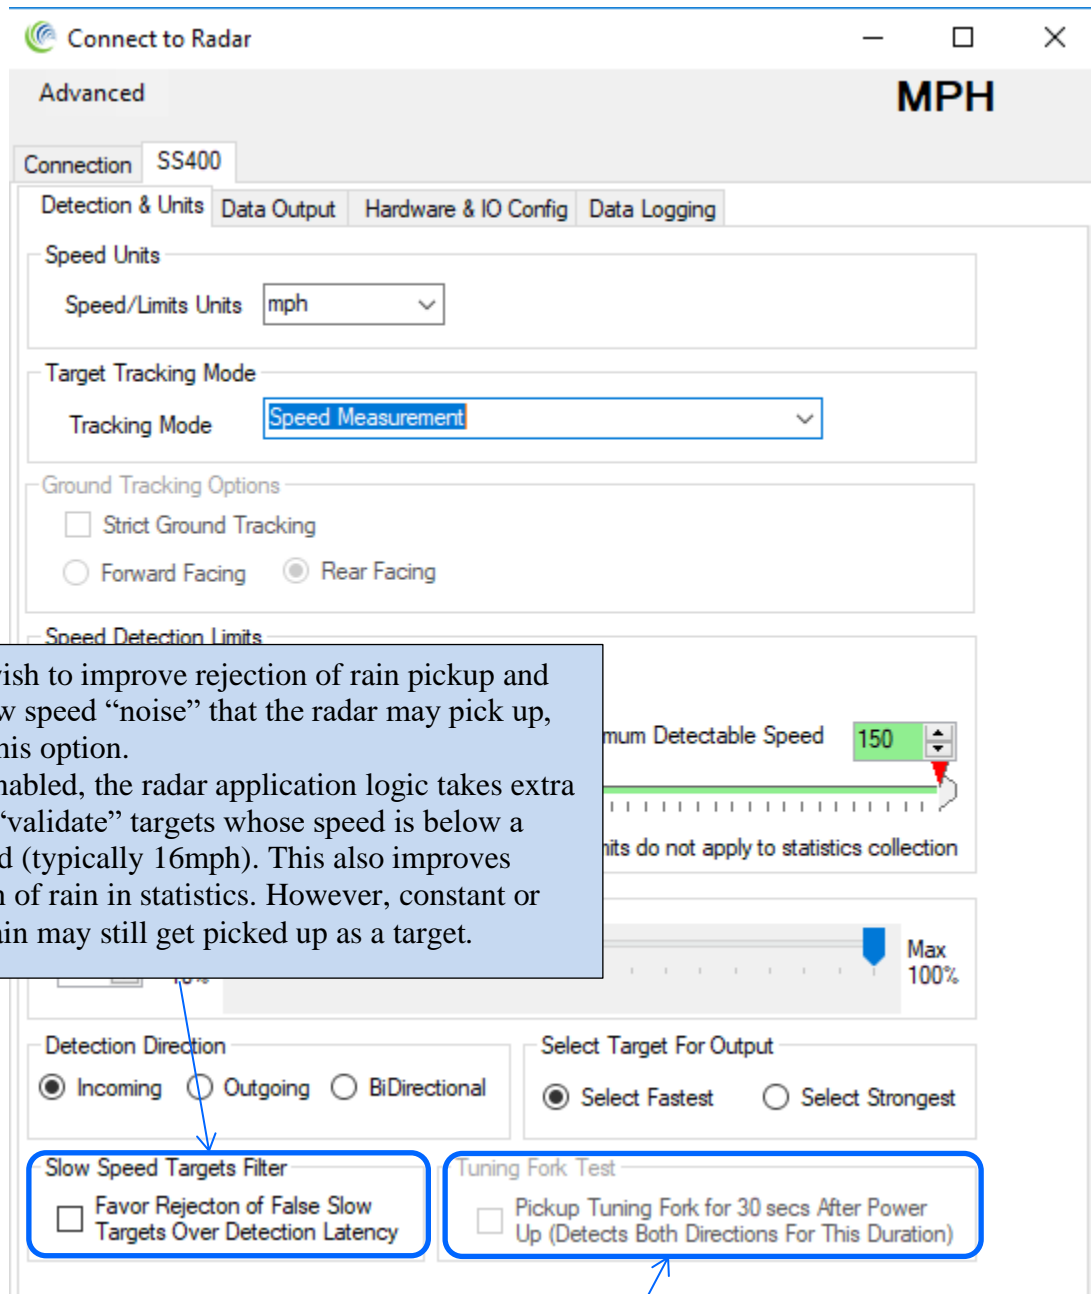 Connect to Radar
Advanced
MPH
Connection SS400
Detection & Units Data Output Hardware & IO Config Data Logging
Speed Units
Speed/Limits Units mph
Target Tracking Mode
Tracking Mode Speed Measurement
Ground Tracking Options
Strict Ground Tracking
Forward Facing Rear Facing
Speed Detection Limits
ish to improve rejection of rain pickup and
w speed “noise” that the radar may pick up,
his option.
nabled, the radar application logic takes extra
“validate” targets whose speed is below a
d (typically 16mph). This also improves
n of rain in statistics. However, constant or
ain may still get picked up as a target.
mum Detectable Speed 150
its do not apply to statistics collection
Max
100%
Detection Direction
Incoming Outgoing BiDirectional
Select Target For Output
Select Fastest Select Strongest
Slow Speed Targets Filter
Favor Rejecton of False Slow
Targets Over Detection Latency
Tuning Fork Test
Pickup Tuning Fork for 30 secs After Power
Up (Detects Both Directions For This Duration)